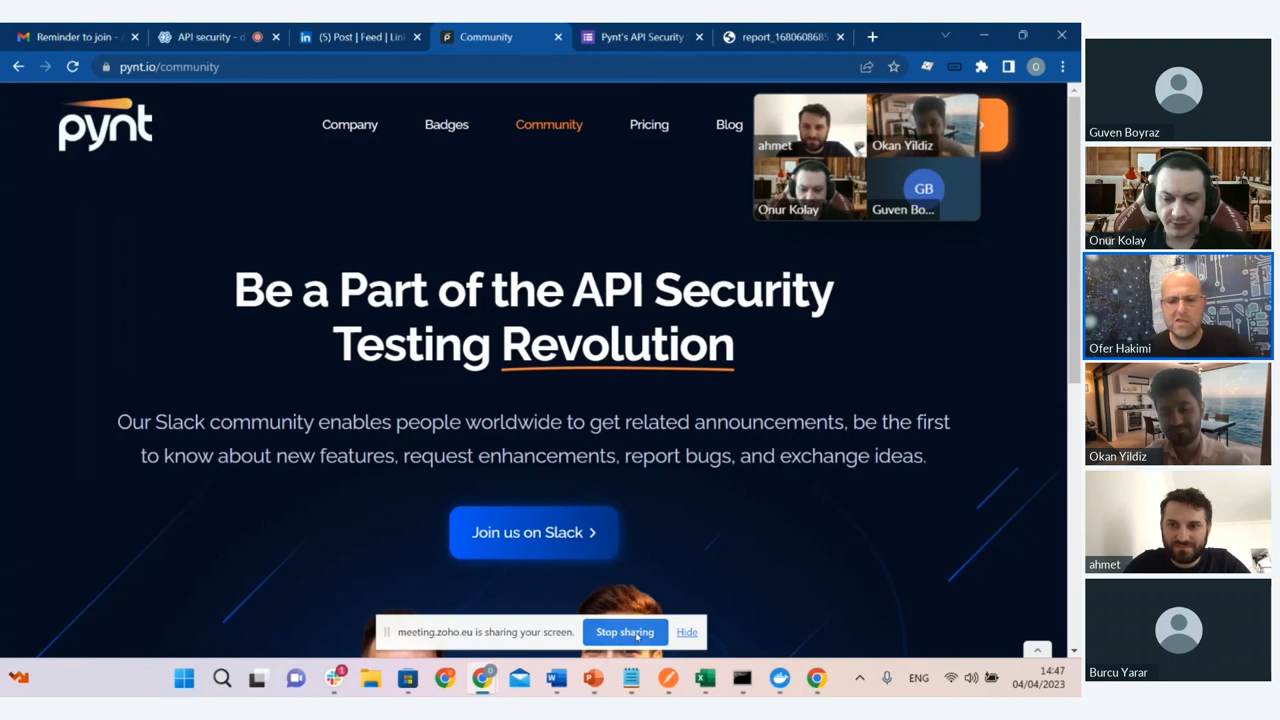 Reminder to join - 
API security - d
(5) Post | Feed | Lin
Community
Pynt's API Security
report_1680608685
pynt.io/community
O
pynt
Company
Badges
Community
Pricing
Blog
ahmet
Okan Yildiz
Onur Kolay
GB
Guven Bo...
Be a Part of the API Security
Testing Revolution
Our Slack community enables people worldwide to get related announcements, be the first
to know about new features, request enhancements, report bugs, and exchange ideas.
Join us on Slack
meeting.zoho.eu is sharing your screen.
Stop sharing
Hide
1
ENG
14:47
04/04/2023
Guven Boyraz
Onur Kolay
Ofer Hakimi
Okan Yildiz
ahmet
Burcu Yarar